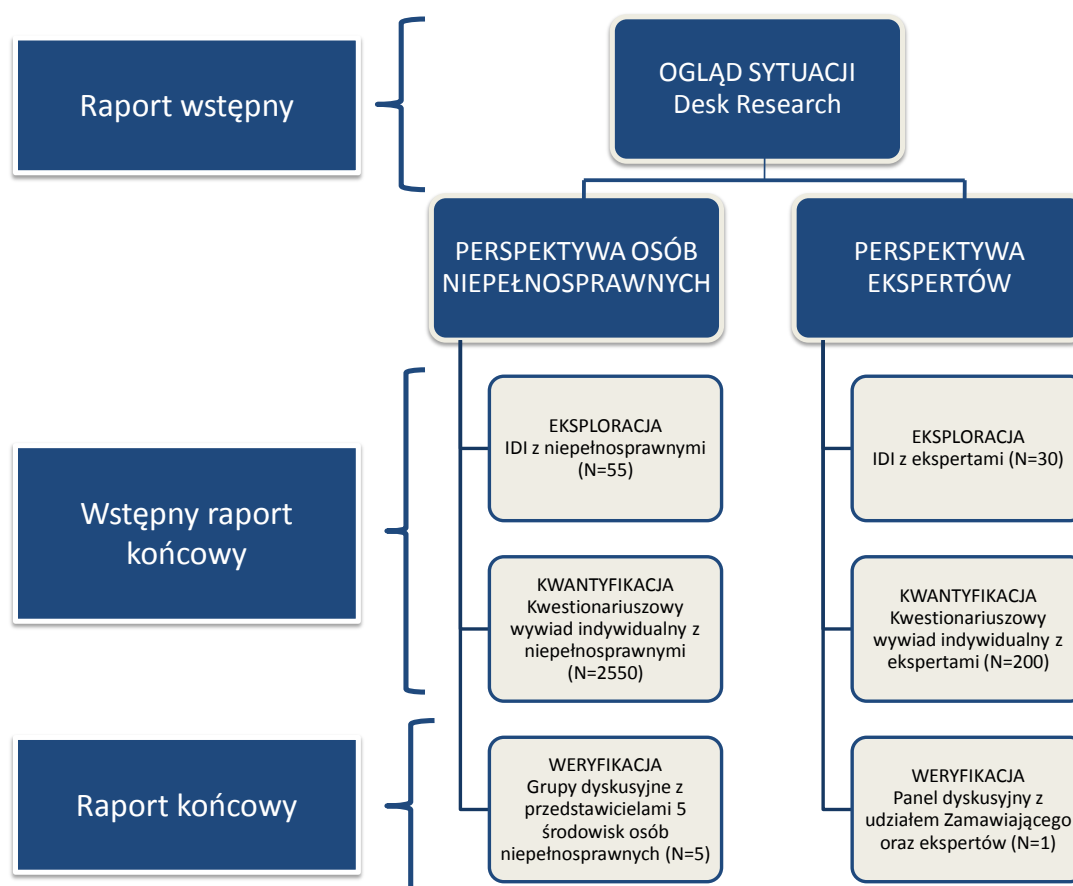 Raport wstępny
OGLĄD SYTUACJI
Desk Research
PERSPEKTYWA OSÓB
NIEPEŁNOSPRAWNYCH
PERSPEKTYWA
EKSPERTÓW
Wstępny raport
końcowy
EKSPLORACJA
IDI z niepełnosprawnymi
(N=55)
EKSPLORACJA
IDI z ekspertami (N=30)
KWANTYFIKACJA
Kwestionariuszowy
wywiad indywidualny z
niepełnosprawnymi
(N=2550)
KWANTYFIKACJA
Kwestionariuszowy
wywiad indywidualny z
ekspertami (N=200)
Raport końcowy
WERYFIKACJA
Grupy dyskusyjne z
przedstawicielami 5
środowisk osób
niepełnosprawnych (N=5)
WERYFIKACJA
Panel dyskusyjny z
udziałem Zamawiającego
oraz ekspertów (N=1)